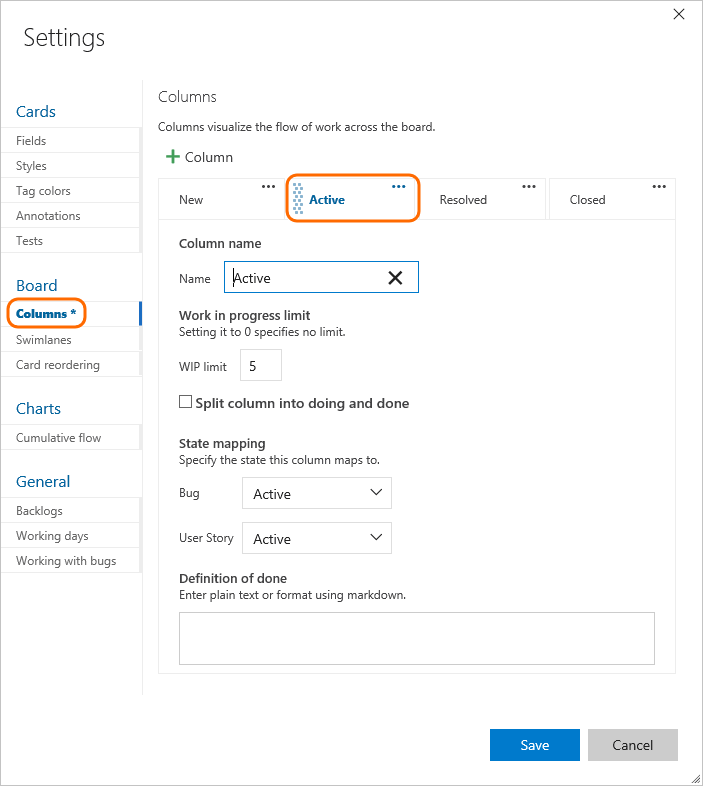 Settings
Cards
Fields
Styles
Tag colors
Annotations
Tests
Board
Columns *
Swimlanes
Card reordering
Charts
Cumulative flow
General
Backlogs
Working days
Working with bugs
Columns
Columns visualize the flow of work across the board.
+ Column
New ••• Active ••• Resolved ••• Closed •••
Column name
Name Active
Work in progress limit
Setting it to 0 specifies no limit.
WIP limit 5
Split column into doing and done
State mapping
Specify the state this column maps to.
Bug Active
User Story Active
Definition of done
Enter plain text or format using markdown.
Save Cancel